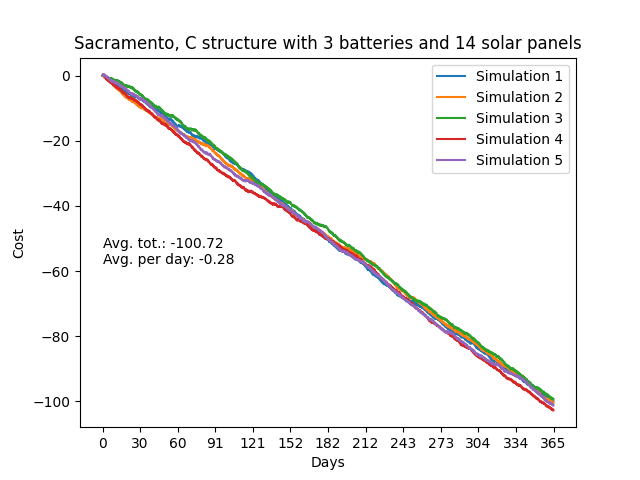 Sacramento, C structure with 3 batteries and 14 solar panels
Simulation 1
Simulation 2
Simulation 3
Simulation 4
Simulation 5
0
−20
−40
−60
−80
−100
Cost
Avg. tot.: -100.72
Avg. per day: -0.28
0 30 60 91 121 152 182 212 243 273 304 334 365
Days